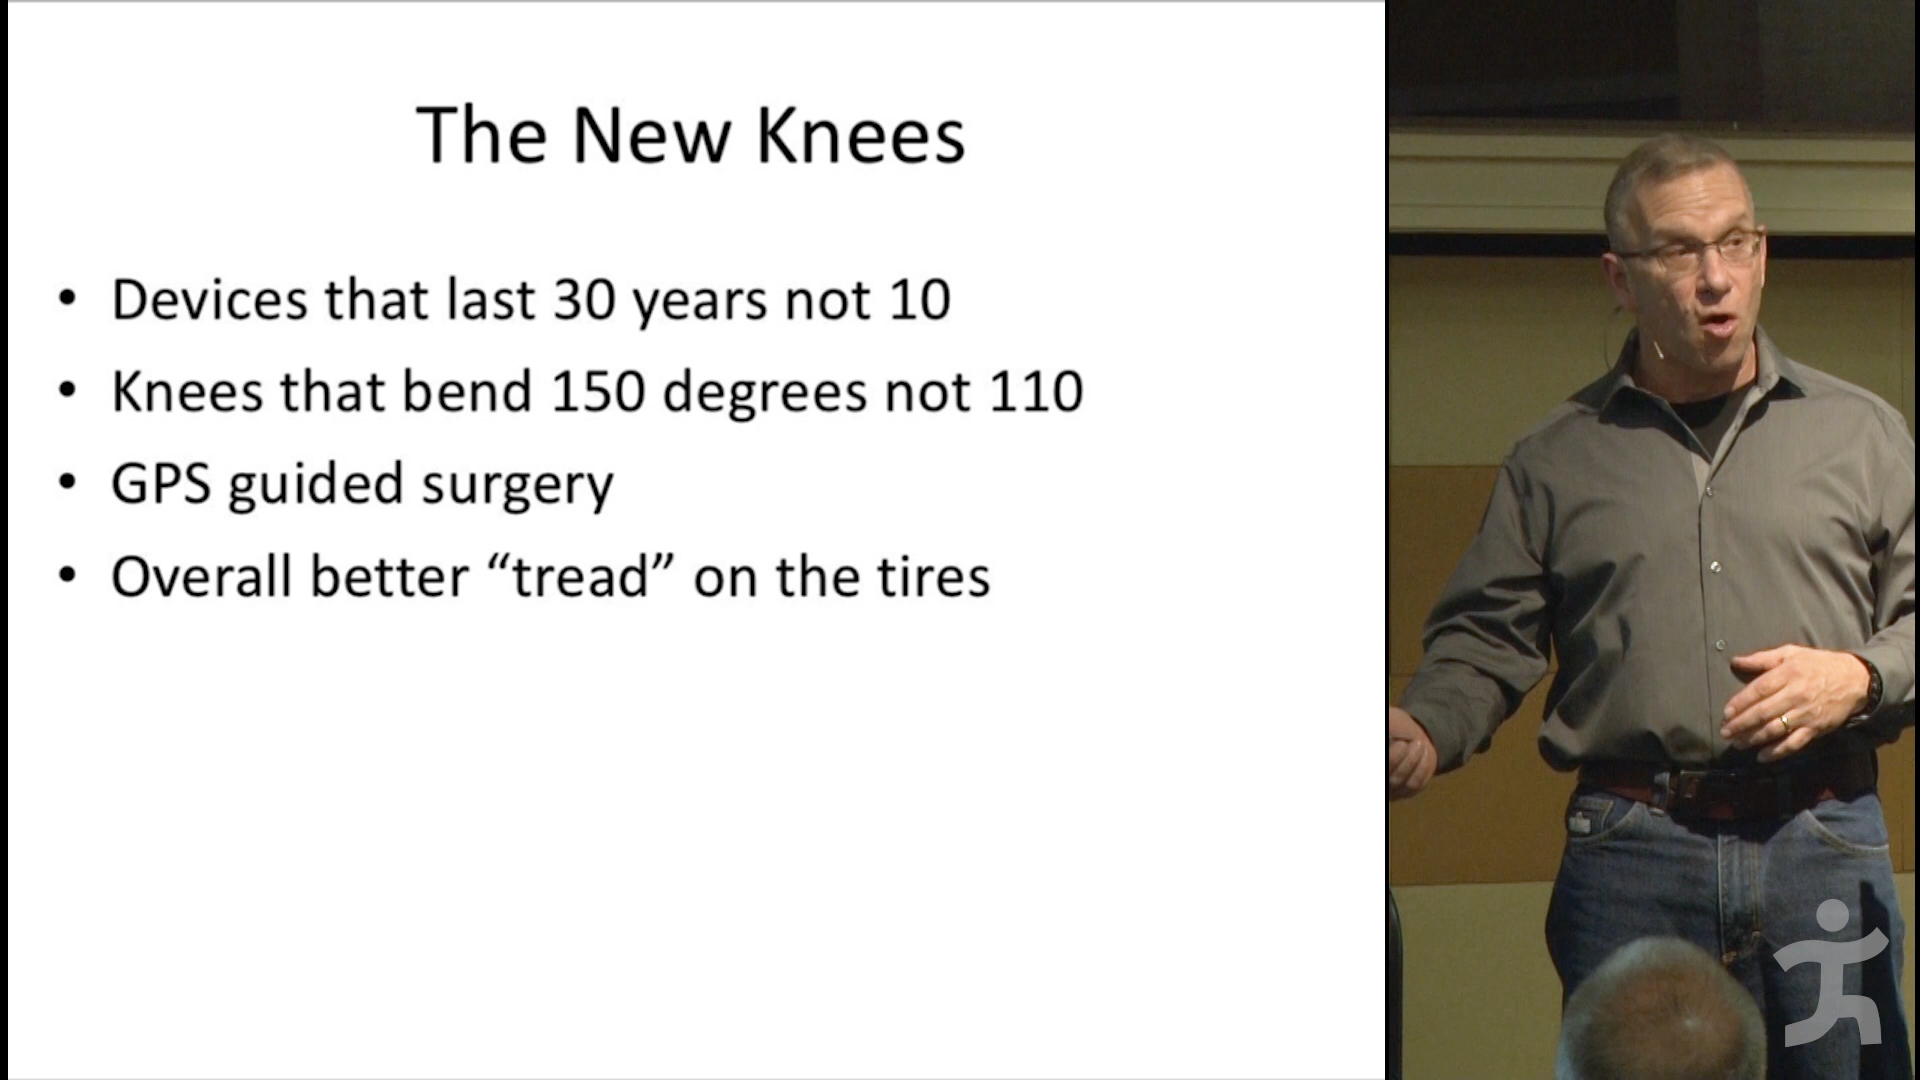 The New Knees
• Devices that last 30 years not 10
• Knees that bend 150 degrees not 110
• GPS guided surgery
• Overall better “tread” on the tires